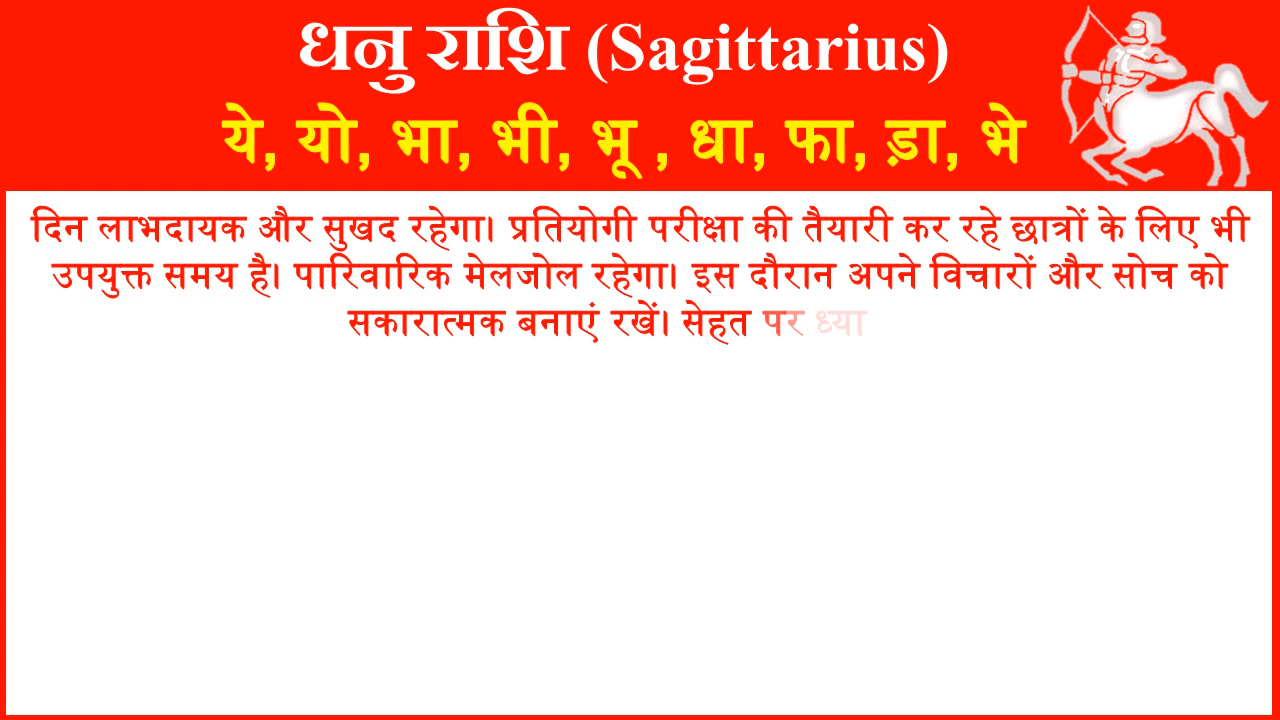 धनु राशि (Sagittarius)
ये, यो, भा, भी, भू , धा, फा, ड़ा, भे
दिन लाभदायक और सुखद रहेगा। प्रतियोगी परीक्षा की तैयारी कर रहे छात्रों के लिए भी
उपयुक्त समय है। पारिवारिक मेलजोल रहेगा। इस दौरान अपने विचारों और सोच को
सकारात्मक बनाएं रखें। सेहत पर ध्या